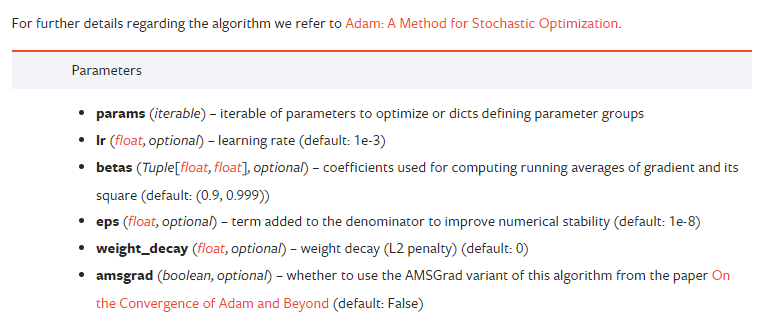 For further details regarding the algorithm we refer to Adam: A Method for Stochastic Optimization.
Parameters
• params (iterable) – iterable of parameters to optimize or dicts defining parameter groups
• lr (float, optional) – learning rate (default: 1e-3)
• betas (Tuple[float, float], optional) – coefficients used for computing running averages of gradient and its
square (default: (0.9, 0.999))
• eps (float, optional) – term added to the denominator to improve numerical stability (default: 1e-8)
• weight_decay (float, optional) – weight decay (L2 penalty) (default: 0)
• amsgrad (boolean, optional) – whether to use the AMSGrad variant of this algorithm from the paper On
the Convergence of Adam and Beyond (default: False)